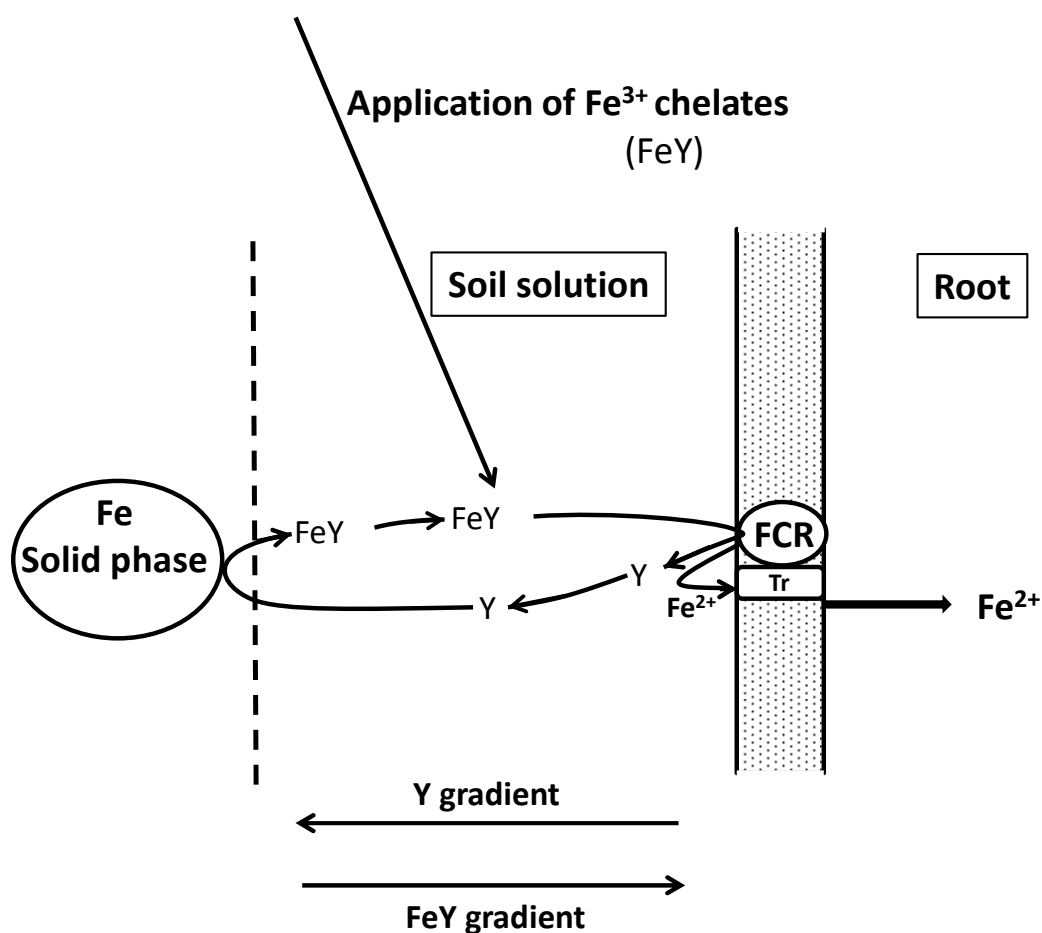 Application of Fe³⁺ chelates
(FeY)
Soil solution
Root
Fe
Solid phase
FeY
FeY
FCR
Y
Y
Fe²⁺
Tr
Fe²⁺
Y gradient
FeY gradient